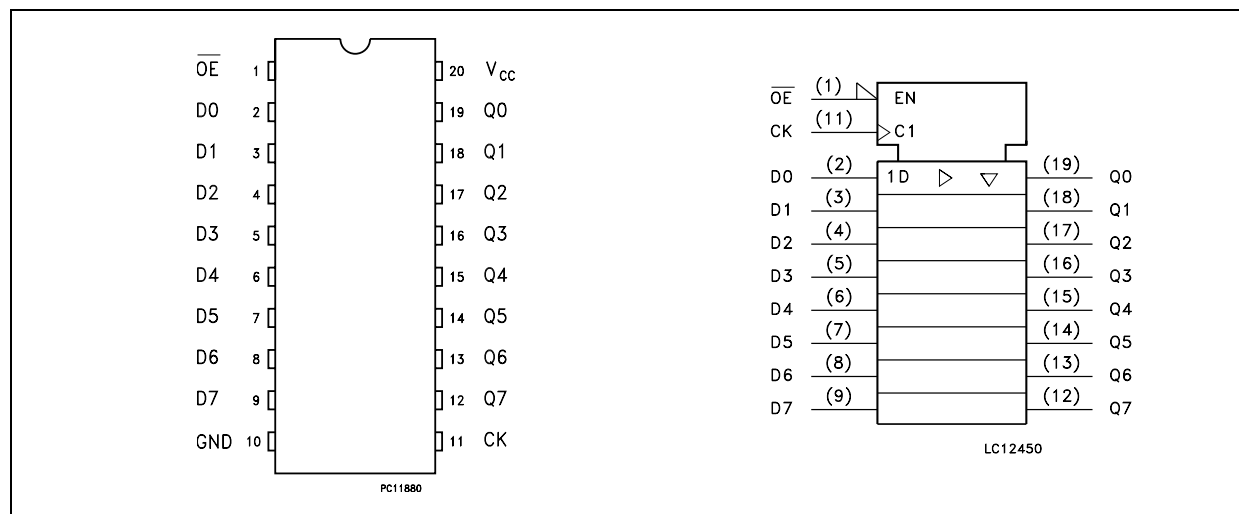 OE 1 20 VCC
D0 2 19 Q0
D1 3 18 Q1
D2 4 17 Q2
D3 5 16 Q3
D4 6 15 Q4
D5 7 14 Q5
D6 8 13 Q6
D7 9 12 Q7
GND 10 11 CK
PC11880
OE (1) EN
CK (11) C1
D0 (2) 1D (19) Q0
D1 (3) (18) Q1
D2 (4) (17) Q2
D3 (5) (16) Q3
D4 (6) (15) Q4
D5 (7) (14) Q5
D6 (8) (13) Q6
D7 (9) (12) Q7
LC12450